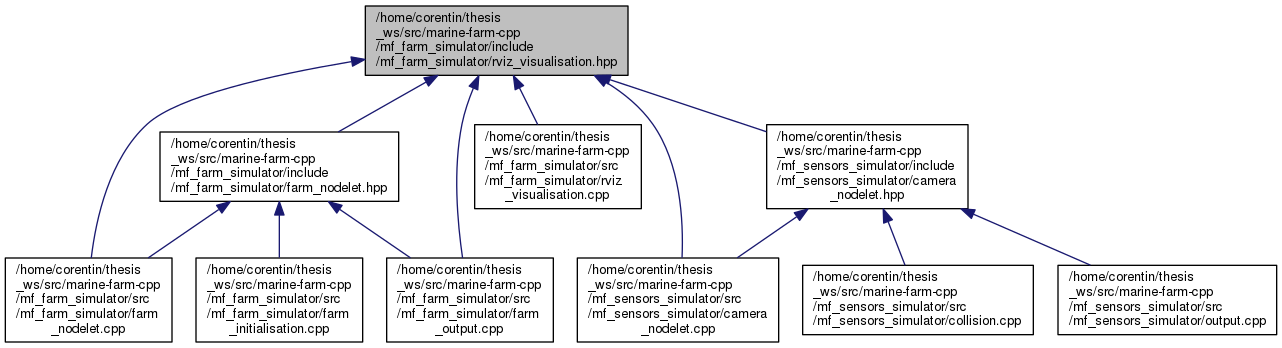 /home/corentin/thesis
_ws/src/marine-farm-cpp
/mf_farm_simulator/include
/mf_farm_simulator/rviz_visualisation.hpp
/home/corentin/thesis
_ws/src/marine-farm-cpp
/mf_farm_simulator/include
/mf_farm_simulator/farm_nodelet.hpp
/home/corentin/thesis
_ws/src/marine-farm-cpp
/mf_farm_simulator/src
/mf_farm_simulator/rviz
_visualisation.cpp
/home/corentin/thesis
_ws/src/marine-farm-cpp
/mf_sensors_simulator/include
/mf_sensors_simulator/camera
_nodelet.hpp
/home/corentin/thesis
_ws/src/marine-farm-cpp
/mf_farm_simulator/src
/mf_farm_simulator/farm
_nodelet.cpp
/home/corentin/thesis
_ws/src/marine-farm-cpp
/mf_farm_simulator/src
/mf_farm_simulator/farm
_initialisation.cpp
/home/corentin/thesis
_ws/src/marine-farm-cpp
/mf_farm_simulator/src
/mf_farm_simulator/farm
_output.cpp
/home/corentin/thesis
_ws/src/marine-farm-cpp
/mf_sensors_simulator/src
/mf_sensors_simulator/camera
_nodelet.cpp
/home/corentin/thesis
_ws/src/marine-farm-cpp
/mf_sensors_simulator/src
/mf_sensors_simulator/collision.cpp
/home/corentin/thesis
_ws/src/marine-farm-cpp
/mf_sensors_simulator/src
/mf_sensors_simulator/output.cpp